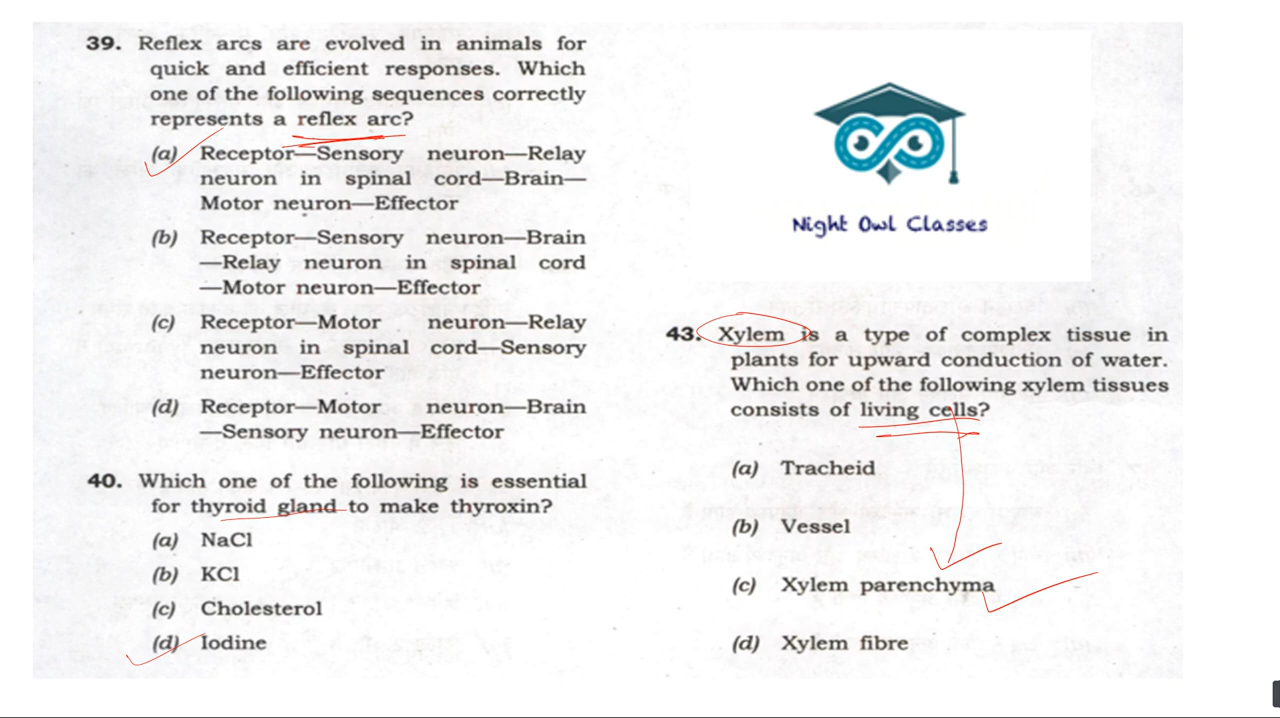 39. Reflex arcs are evolved in animals for
quick and efficient responses. Which
one of the following sequences correctly
represents a reflex arc?
(a) Receptor—Sensory neuron—Relay
neuron in spinal cord—Brain—
Motor neuron—Effector
(b) Receptor—Sensory neuron—Brain
—Relay neuron in spinal cord
—Motor neuron—Effector
(c) Receptor—Motor neuron—Relay
neuron in spinal cord—Sensory
neuron—Effector
(d) Receptor—Motor neuron—Brain
—Sensory neuron—Effector
40. Which one of the following is essential
for thyroid gland to make thyroxin?
(a) NaCl
(b) KCl
(c) Cholesterol
(d) Iodine
Night Owl Classes
43. Xylem is a type of complex tissue in
plants for upward conduction of water.
Which one of the following xylem tissues
consists of living cells?
(a) Tracheid
(b) Vessel
(c) Xylem parenchyma
(d) Xylem fibre